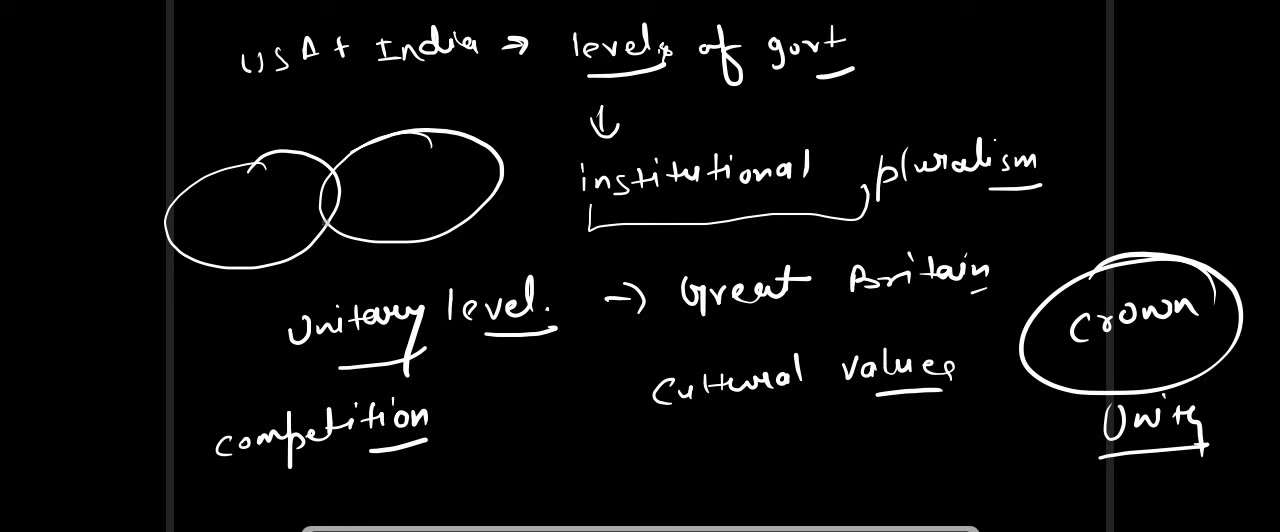 USA + India → levels of govt
↓
institutional pluralism
Unitary level. → Great Britain
Crown
Cultural values
Unity
competition